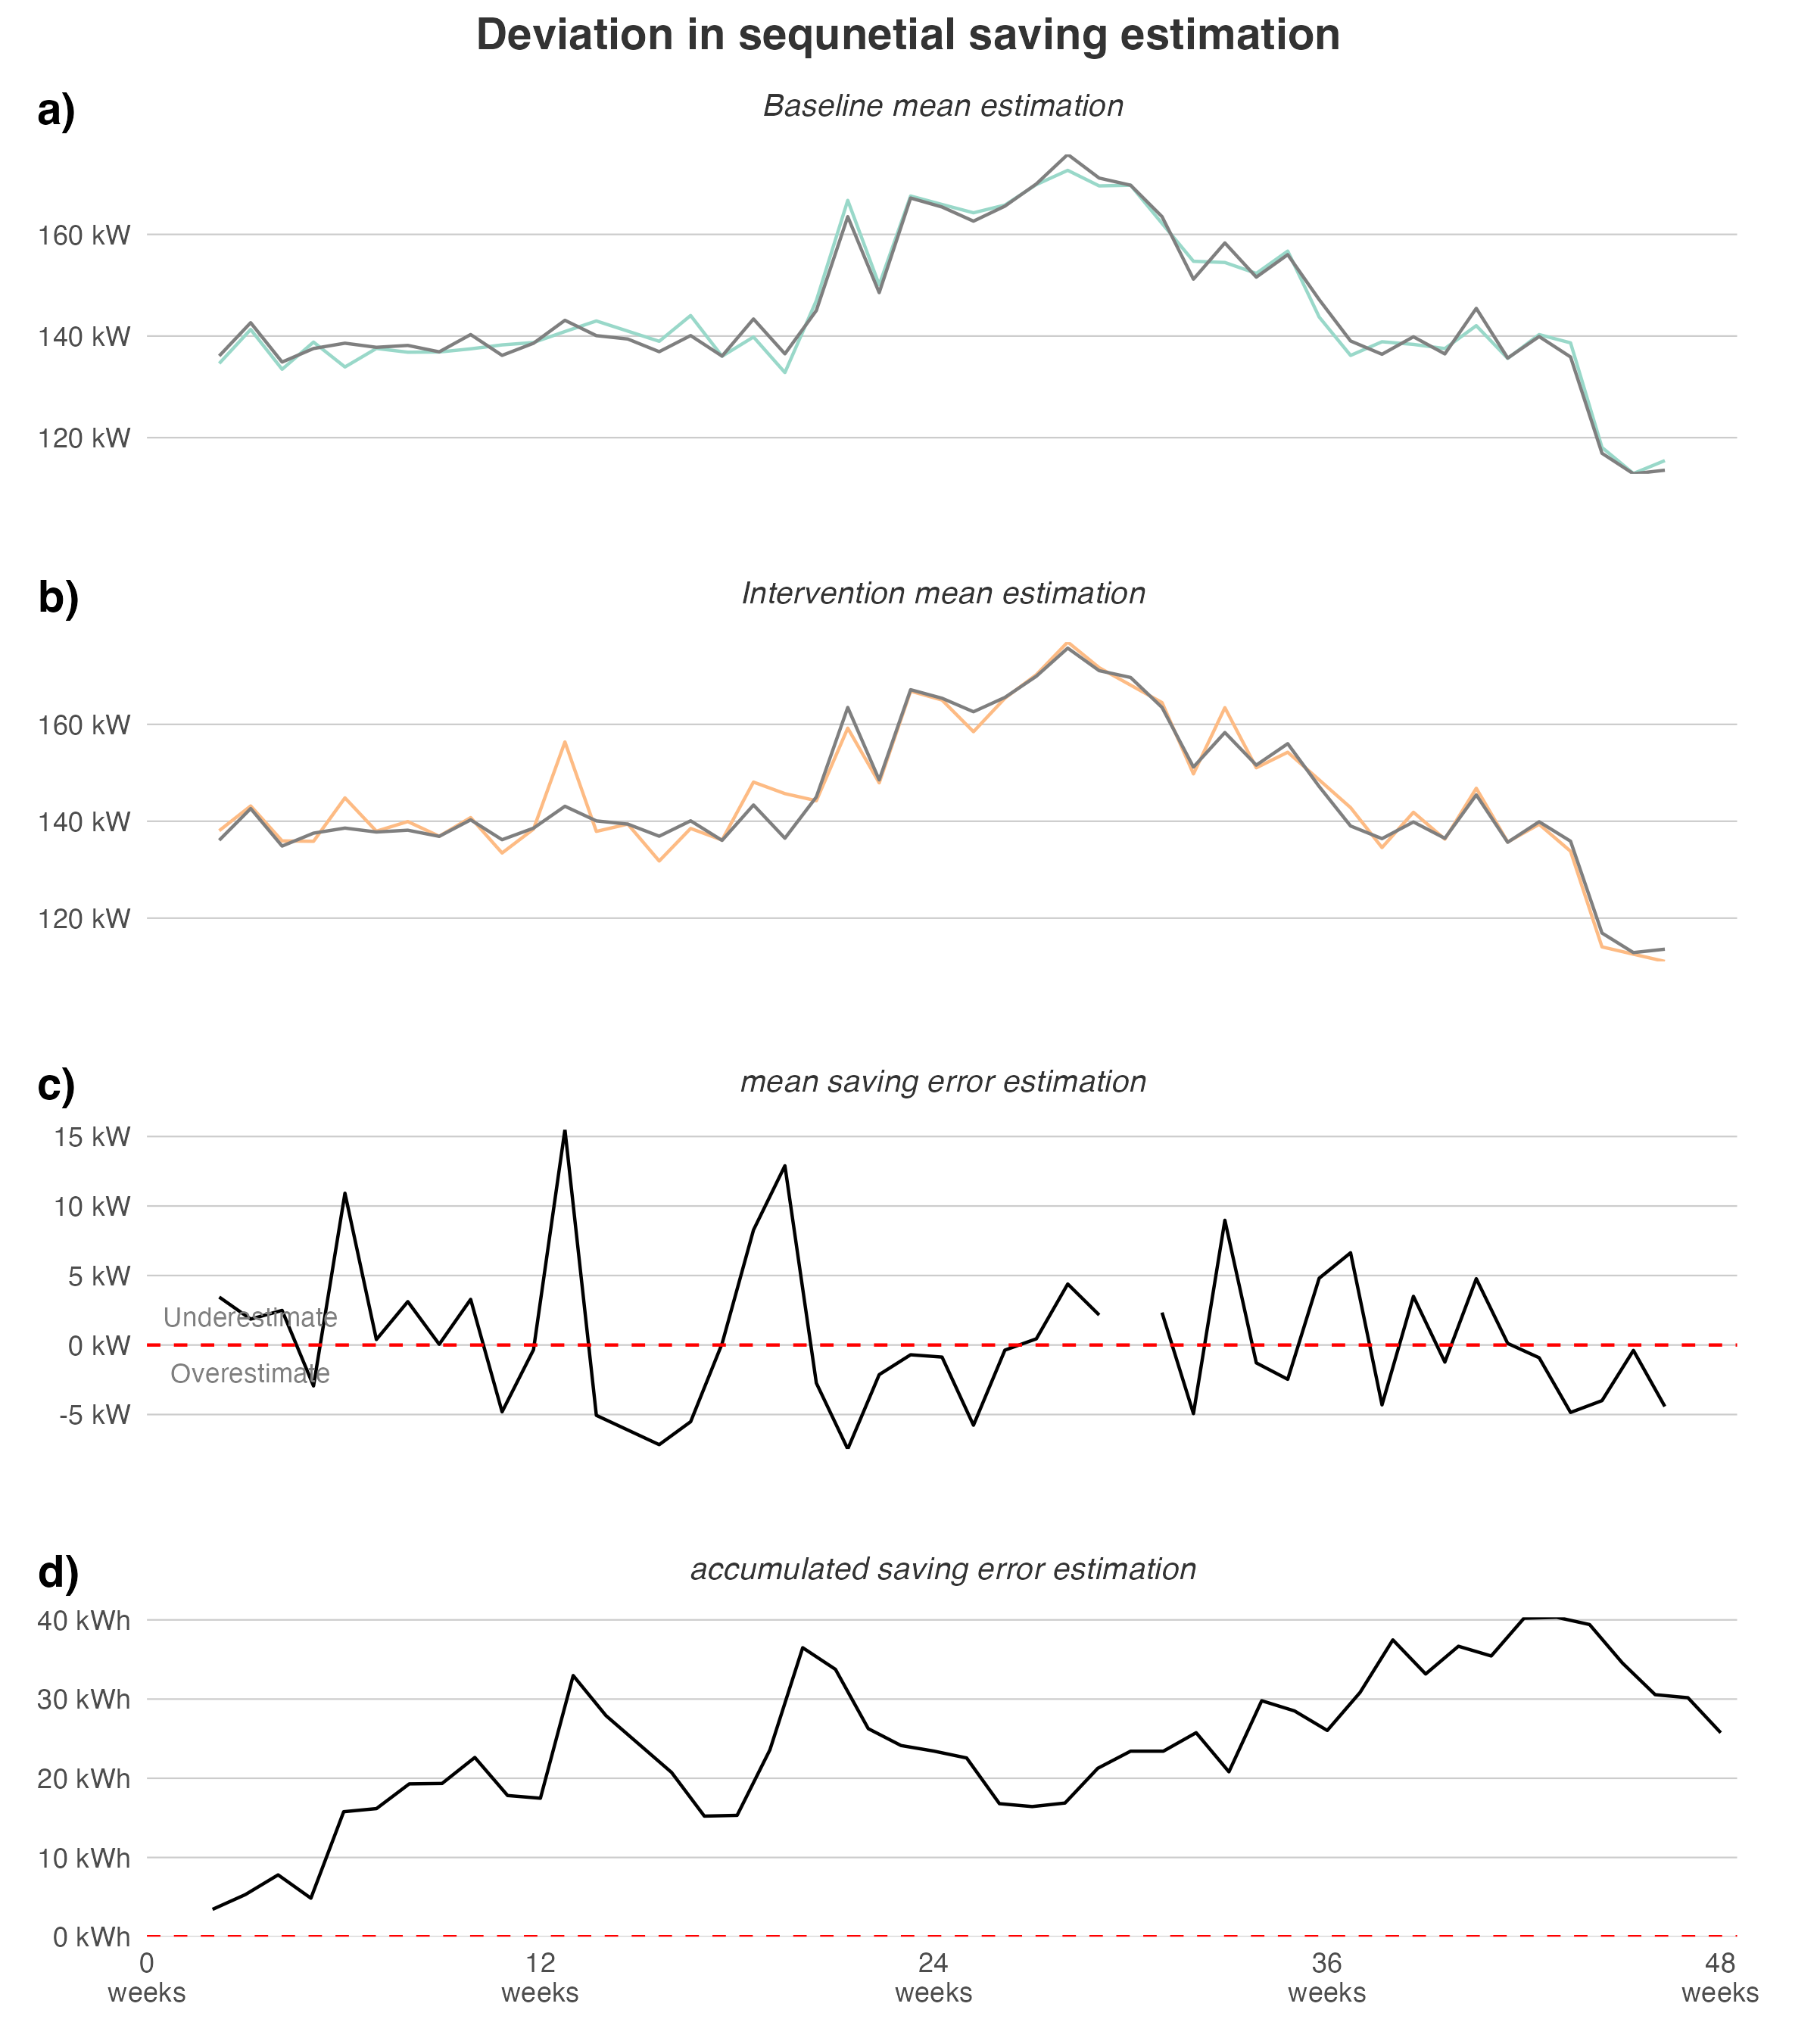 Deviation in sequnetial saving estimation
a)
Baseline mean estimation
160 kW
140 kW
120 kW
b)
Intervention mean estimation
160 kW
140 kW
120 kW
c)
mean saving error estimation
15 kW
10 kW
5 kW
Underestimate
0 kW
Overestimate
-5 kW
d)
accumulated saving error estimation
40 kWh
30 kWh
20 kWh
10 kWh
0 kWh
0 12 24 36 48
weeks weeks weeks weeks weeks